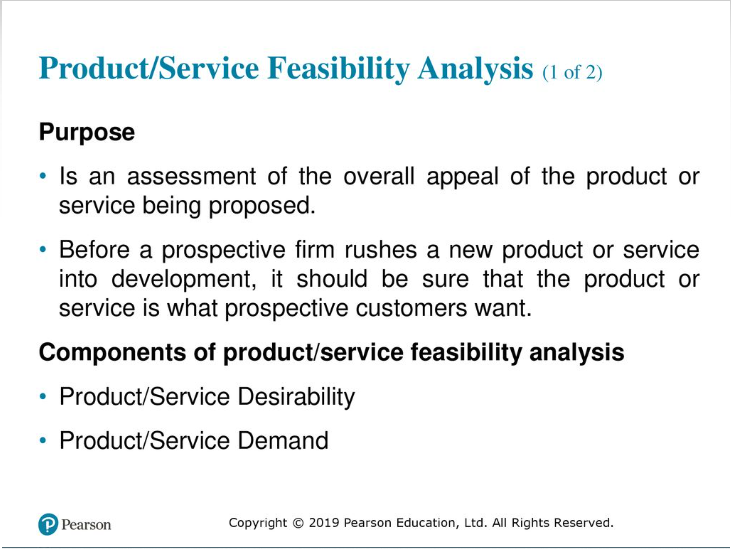 Product/Service Feasibility Analysis (1 of 2)
Purpose
• Is an assessment of the overall appeal of the product or
service being proposed.
• Before a prospective firm rushes a new product or service
into development, it should be sure that the product or
service is what prospective customers want.
Components of product/service feasibility analysis
• Product/Service Desirability
• Product/Service Demand
P Pearson
Copyright © 2019 Pearson Education, Ltd. All Rights Reserved.